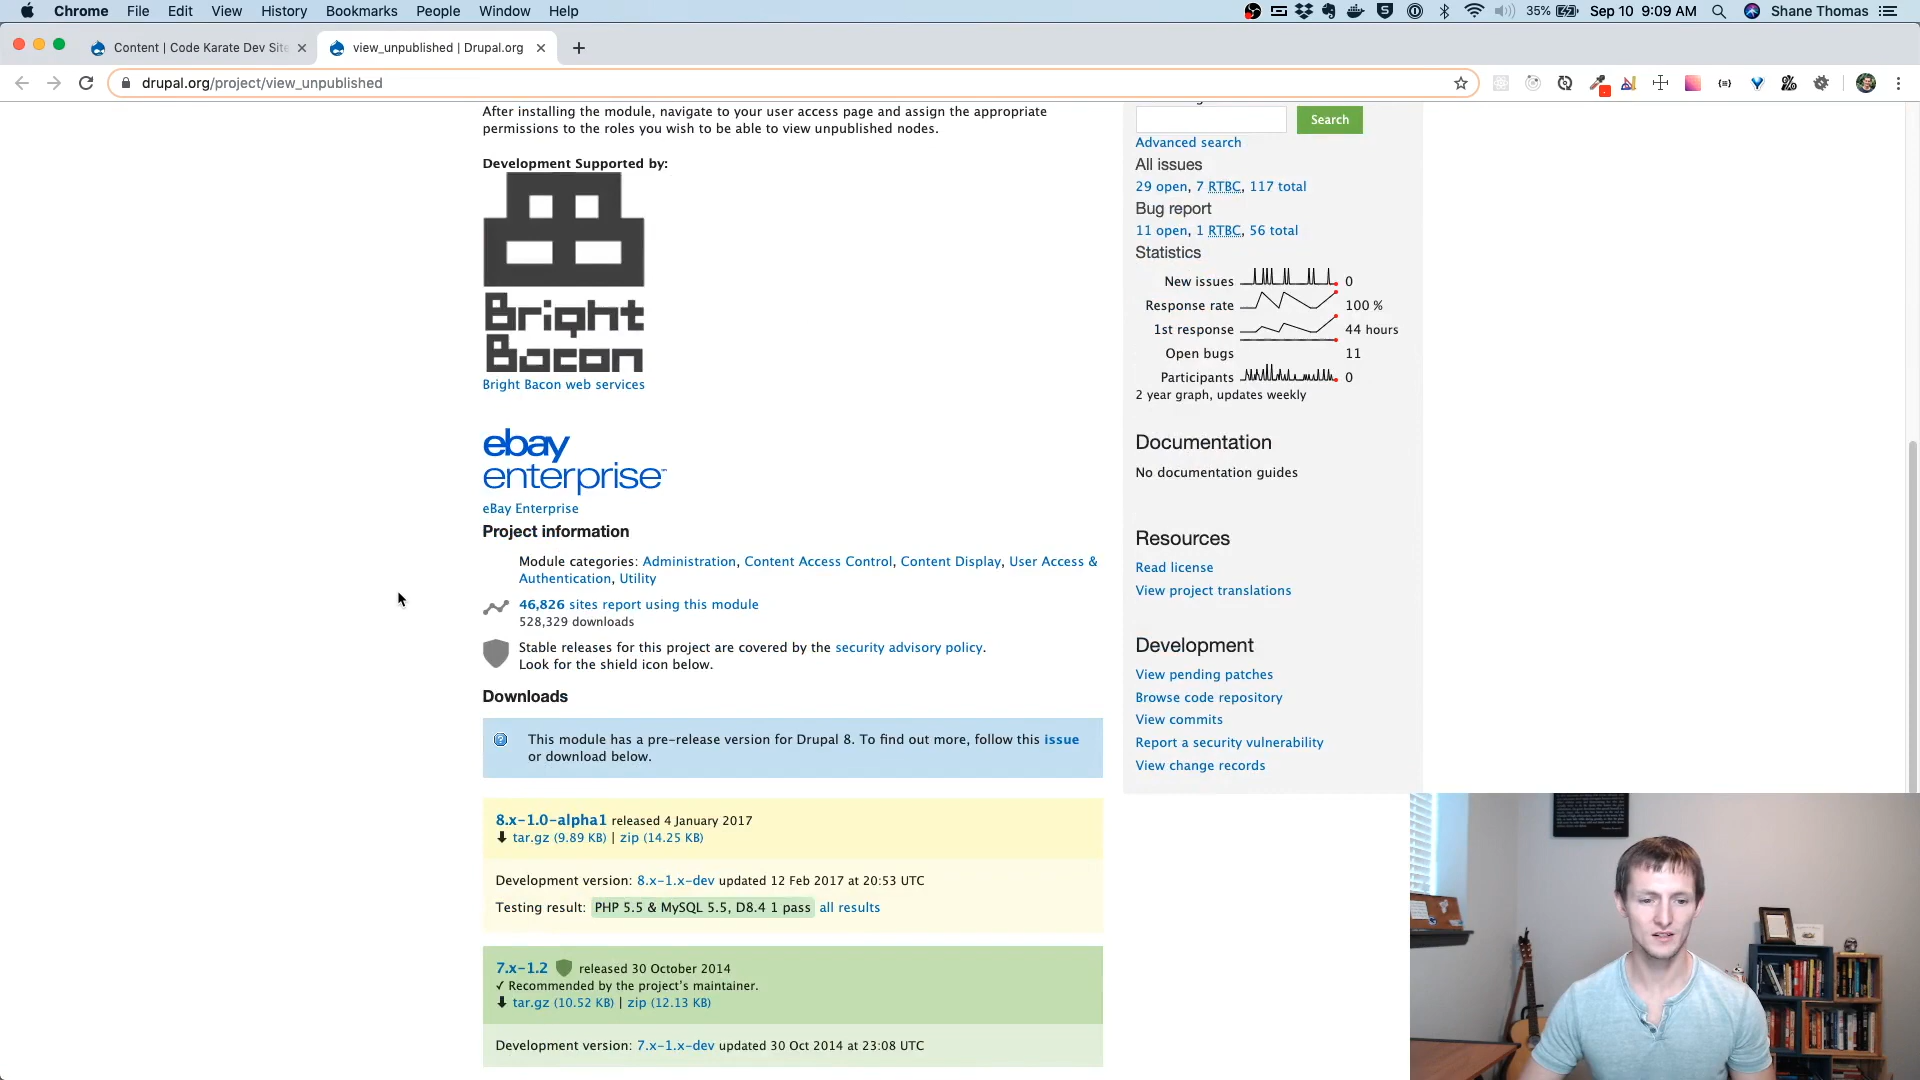 Chrome File Edit View History Bookmarks People Window Help
35% Sep 10 9:09 AM Shane Thomas
Content | Code Karate Dev Site
view_unpublished | Drupal.org
drupal.org/project/view_unpublished
After installing the module, navigate to your user access page and assign the appropriate
permissions to the roles you wish to be able to view unpublished nodes.
Development Supported by:
Bright
Bacon
Bright Bacon web services
ebay
enterprise
eBay Enterprise
Project information
Module categories: Administration, Content Access Control, Content Display, User Access &
Authentication, Utility
46,826 sites report using this module
528,329 downloads
Stable releases for this project are covered by the security advisory policy.
Look for the shield icon below.
Downloads
This module has a pre-release version for Drupal 8. To find out more, follow this issue
or download below.
8.x-1.0-alpha1 released 4 January 2017
tar.gz (9.89 KB) | zip (14.25 KB)
Development version: 8.x-1.x-dev updated 12 Feb 2017 at 20:53 UTC
Testing result: PHP 5.5 & MySQL 5.5, D8.4 1 pass all results
7.x-1.2 released 30 October 2014
✓ Recommended by the project's maintainer.
tar.gz (10.52 KB) | zip (12.13 KB)
Development version: 7.x-1.x-dev updated 30 Oct 2014 at 23:08 UTC
Search
Advanced search
All issues
29 open, 7 RTBC, 117 total
Bug report
11 open, 1 RTBC, 56 total
Statistics
New issues 0
Response rate 100 %
1st response 44 hours
Open bugs 11
Participants 0
2 year graph, updates weekly
Documentation
No documentation guides
Resources
Read license
View project translations
Development
View pending patches
Browse code repository
View commits
Report a security vulnerability
View change records